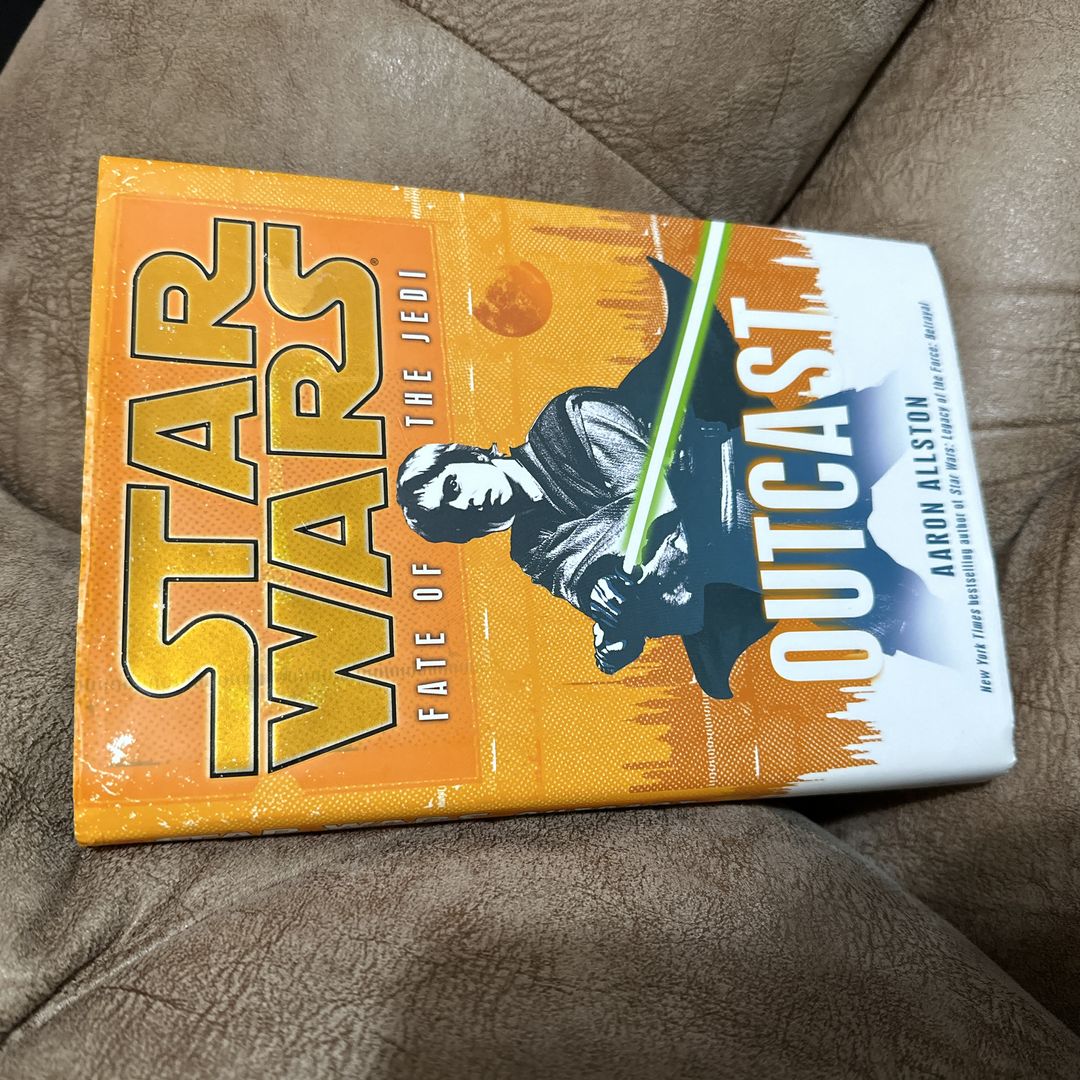 STAR
WARS®
FATE OF THE JEDI
OUTCAST
AARON ALLSTON
New York Times bestselling author of Star Wars: Legacy of the Force: Betrayal